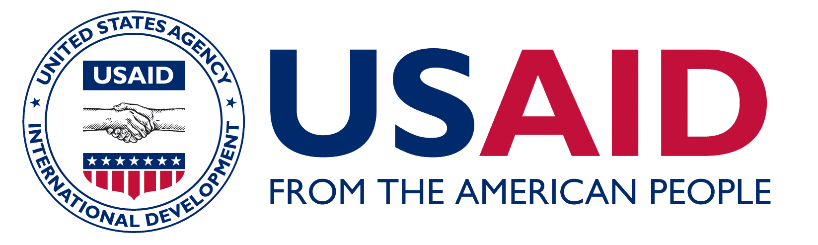 UNITED STATES AGENCY
USAID
INTERNATIONAL DEVELOPMENT
USAID
FROM THE AMERICAN PEOPLE